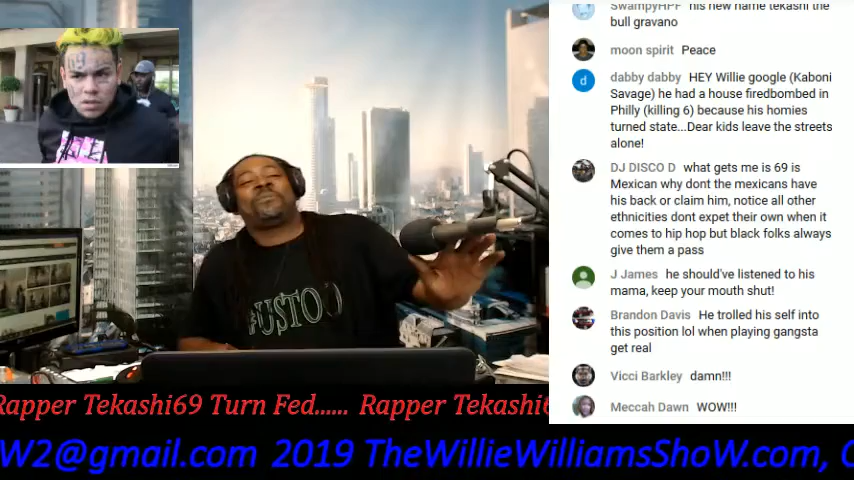 SwampyHPF his new name tekashi the
bull gravano
moon spirit Peace
d
dabby dabby HEY Willie google (Kaboni
Savage) he had a house firedbombed in
Philly (killing 6) because his homies
turned state...Dear kids leave the streets
alone!
DJ DISCO D what gets me is 69 is
Mexican why dont the mexicans have
his back or claim him, notice all other
ethnicities dont expet their own when it
comes to hip hop but black folks always
give them a pass
J James he should've listened to his
mama, keep your mouth shut!
Brandon Davis He trolled his self into
this position lol when playing gangsta
get real
Vicci Barkley damn!!!
Meccah Dawn WOW!!!
#USTOO
Rapper Tekashi69 Turn Fed...... Rapper Tekashi6
W2@gmail.com 2019 TheWillieWilliamsShoW.com, C